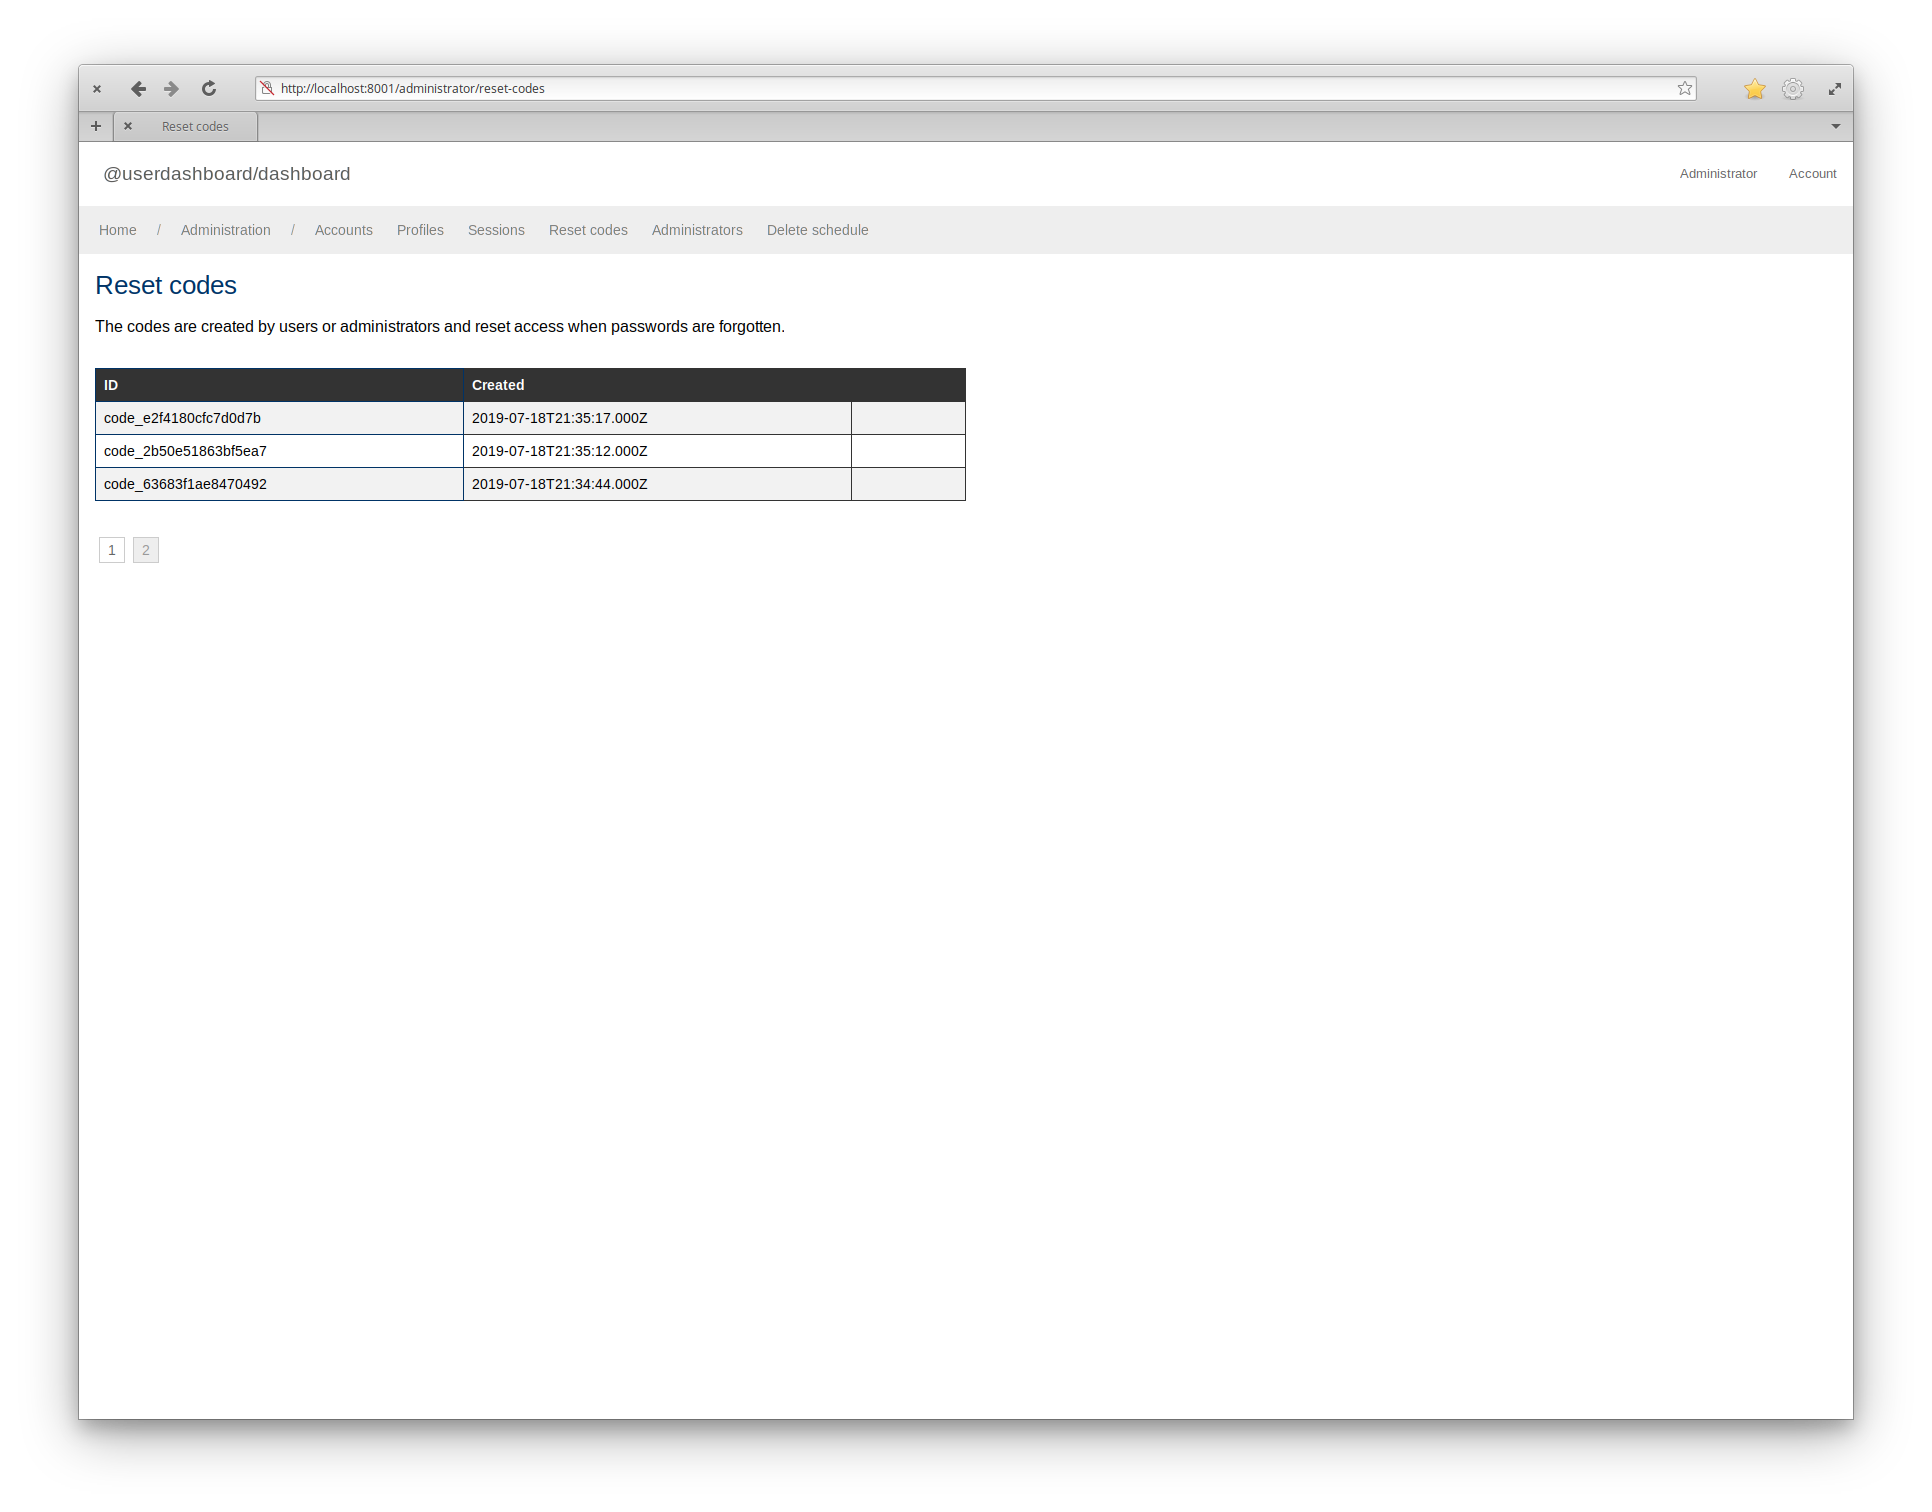 http://localhost:8001/administrator/reset-codes
Reset codes
@userdashboard/dashboard Administrator Account
Home / Administration / Accounts Profiles Sessions Reset codes Administrators Delete schedule
Reset codes
The codes are created by users or administrators and reset access when passwords are forgotten.
ID Created
code_e2f4180cfc7d0d7b 2019-07-18T21:35:17.000Z
code_2b50e51863bf5ea7 2019-07-18T21:35:12.000Z
code_63683f1ae8470492 2019-07-18T21:34:44.000Z
1 2